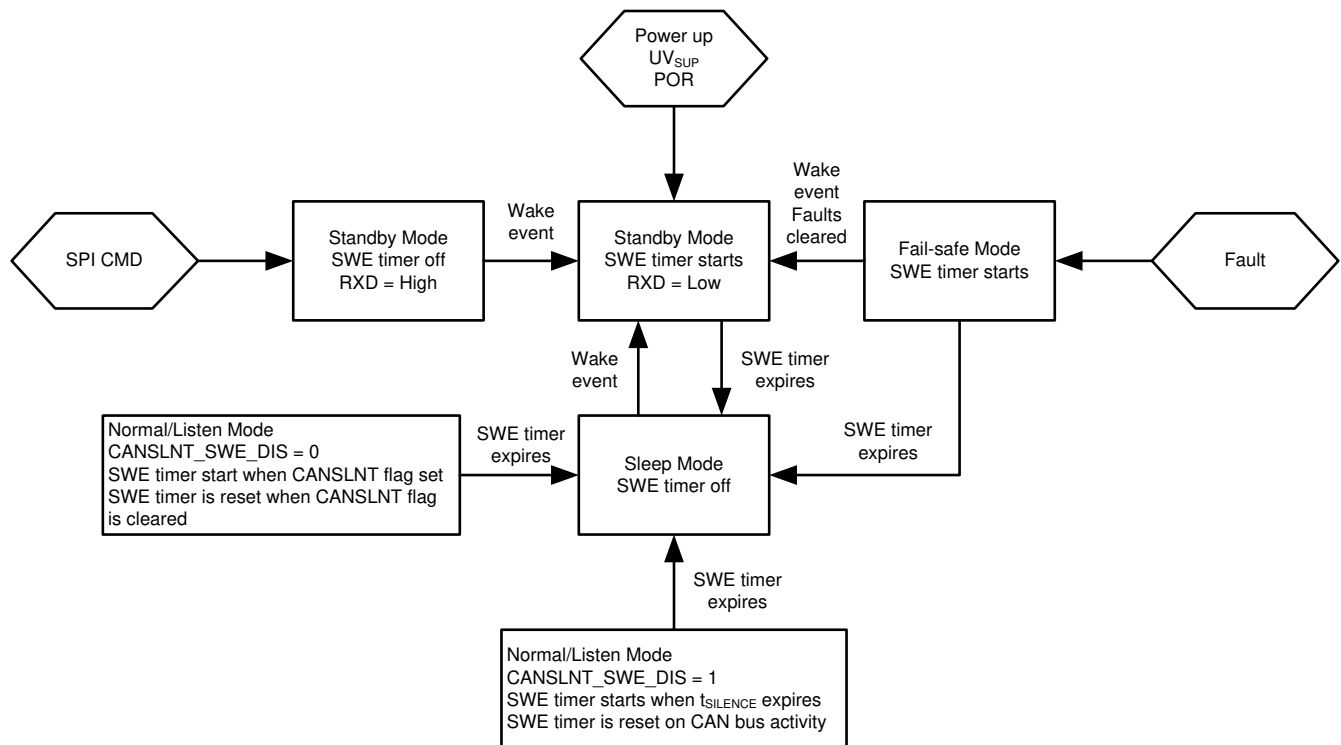 Power up
UVSUP
POR
Wake
event
Faults
cleared
Wake
event
SPI CMD
Standby Mode
SWE timer off
RXD = High
Standby Mode
SWE timer starts
RXD = Low
Fail-safe Mode
SWE timer starts
Fault
Wake
event
SWE timer
expires
Normal/Listen Mode
CANSLNT_SWE_DIS = 0
SWE timer start when CANSLNT flag set
SWE timer is reset when CANSLNT flag
is cleared
SWE timer
expires
Sleep Mode
SWE timer off
SWE timer
expires
SWE timer
expires
Normal/Listen Mode
CANSLNT_SWE_DIS = 1
SWE timer starts when tSILENCE expires
SWE timer is reset on CAN bus activity